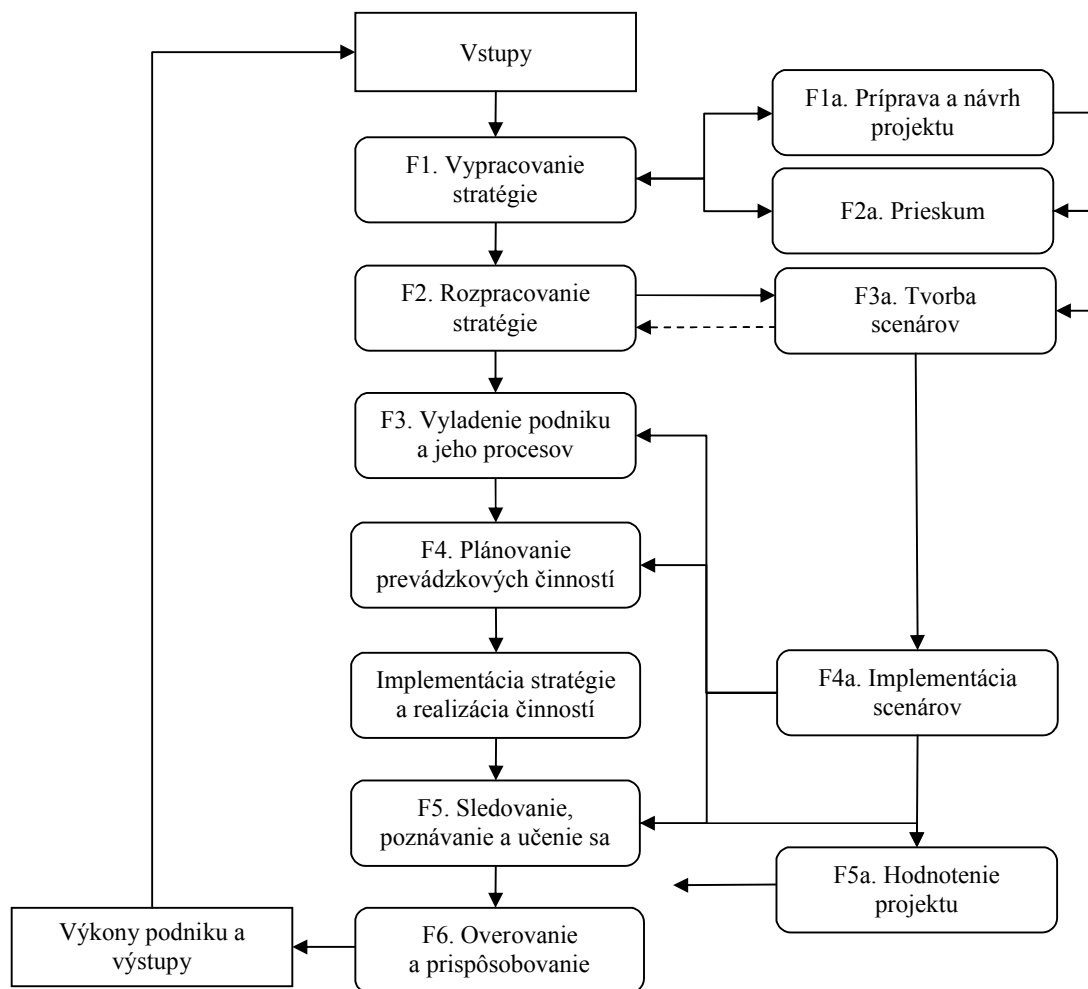 Vstupy
F1a. Príprava a návrh
projektu
F1. Vypracovanie
stratégie
F2a. Prieskum
F2. Rozpracovanie
stratégie
F3a. Tvorba
scenárov
F3. Vyladenie podniku
a jeho procesov
F4. Plánovanie
prevádzkových činností
Implementácia stratégie
a realizácia činností
F4a. Implementácia
scenárov
F5. Sledovanie,
poznávanie a učenie sa
F5a. Hodnotenie
projektu
Výkony podniku a
výstupy
F6. Overovanie
a prispôsobovanie